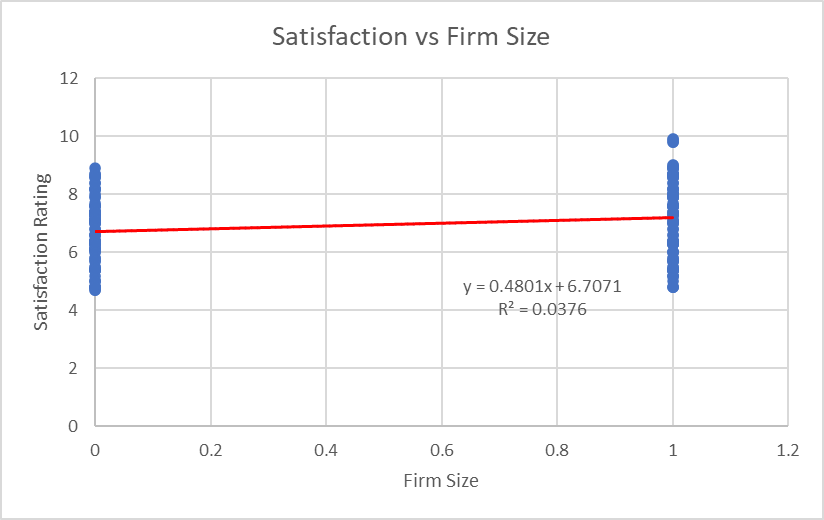 Satisfaction vs Firm Size
12
10
8
6
4
2
0
Satisfaction Rating
y = 0.4801x + 6.7071
R² = 0.0376
0 0.2 0.4 0.6 0.8 1 1.2
Firm Size